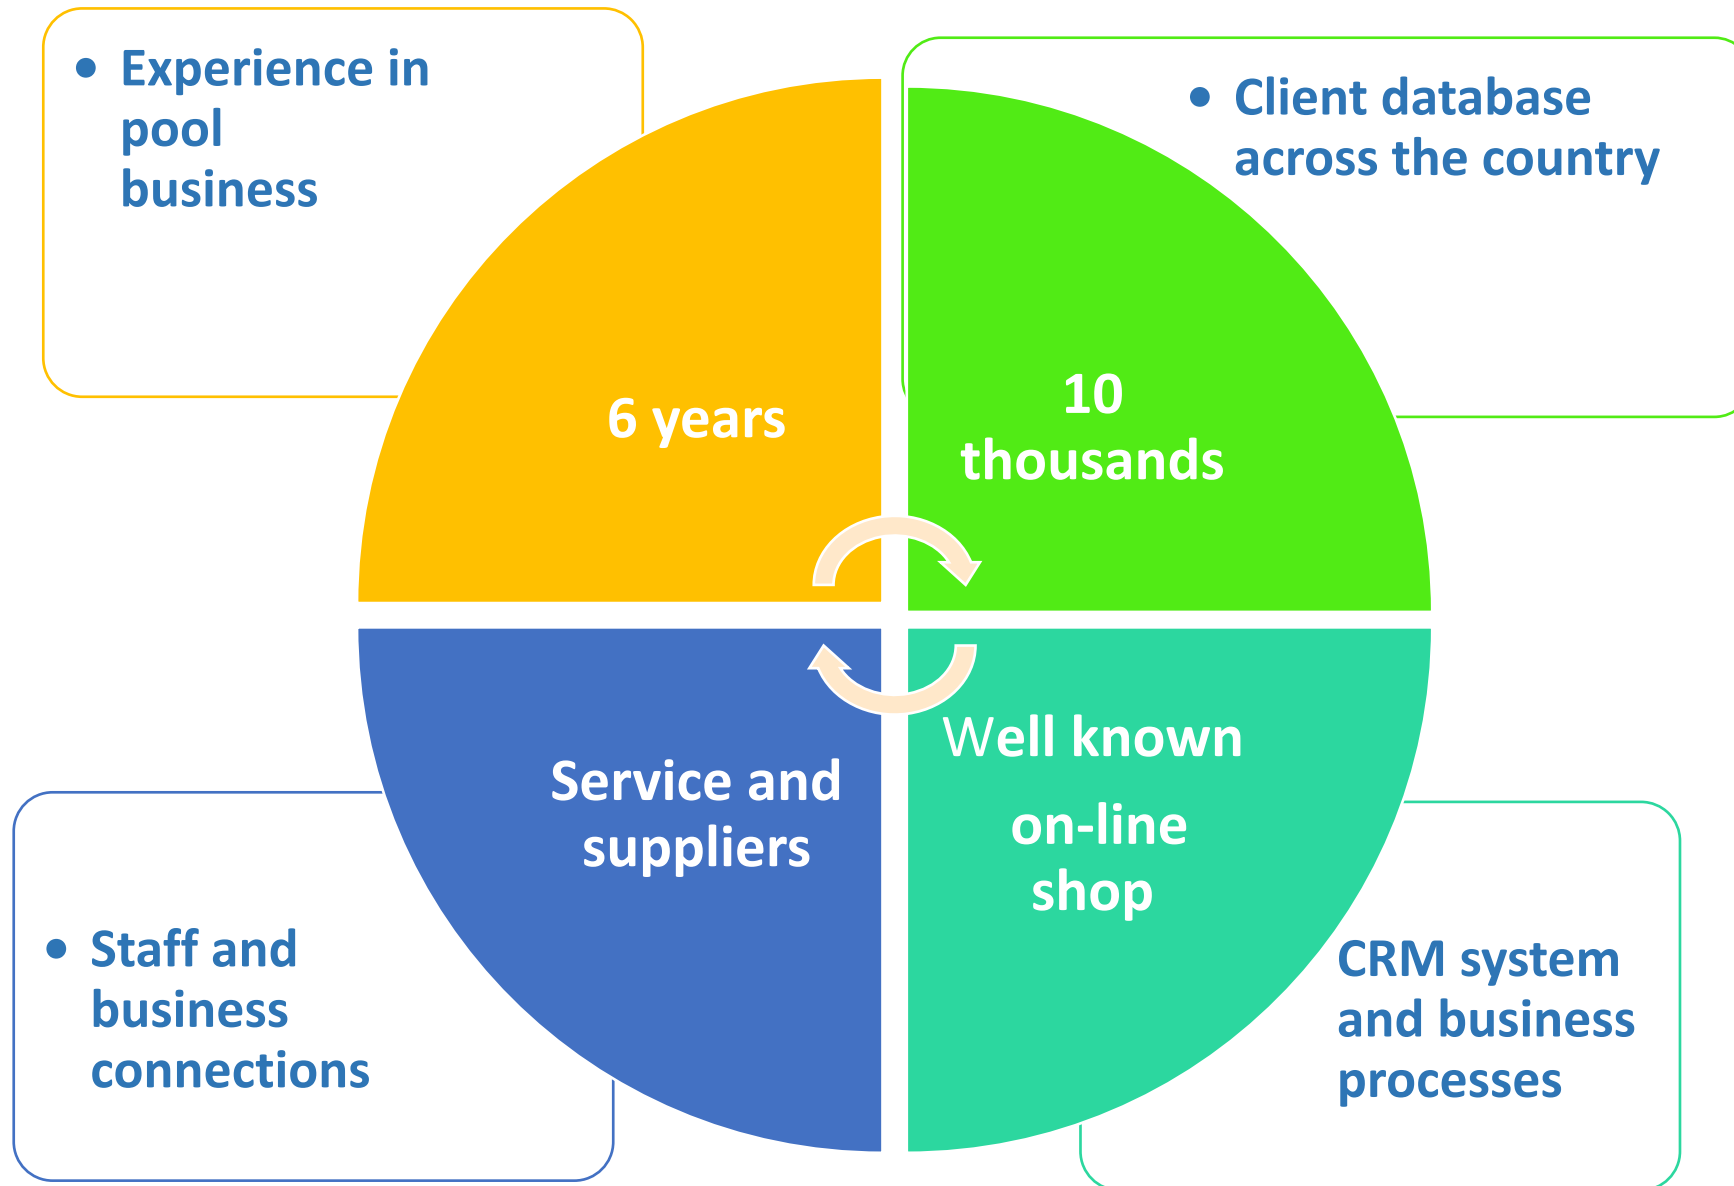 • Experience in
pool
business
• Client database
across the country
6 years
10
thousands
Service and
suppliers
Well known
on-line
shop
• Staff and
business
connections
CRM system
and business
processes